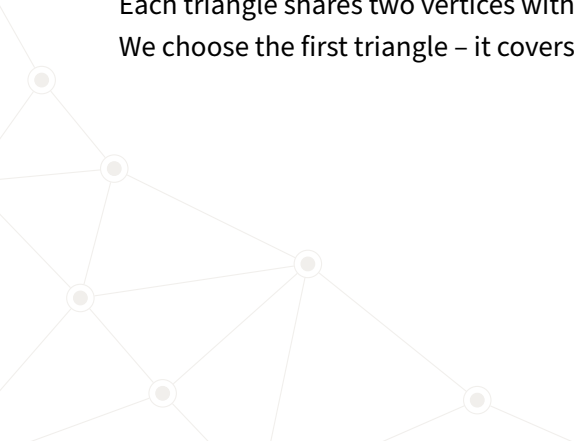 Each triangle shares two vertices with
We choose the first triangle – it covers